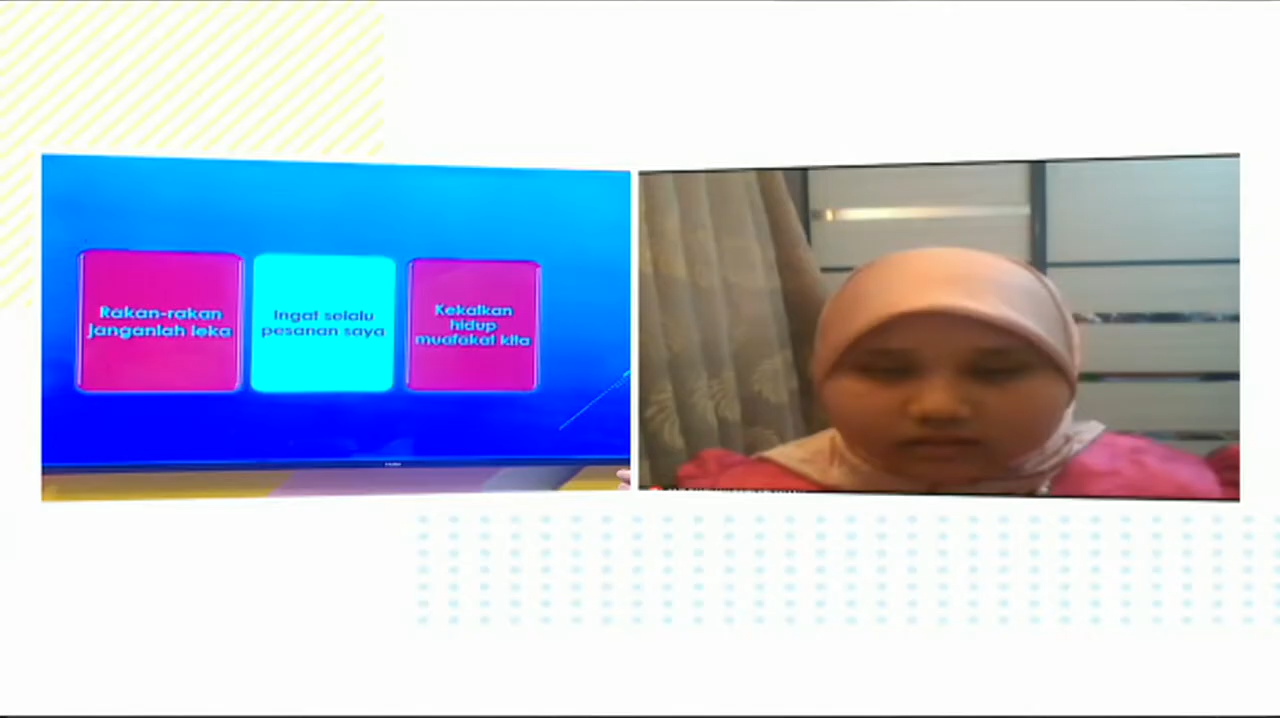 Rakan-rakan
janganlah leka
Ingat selalu
pesanan saya
Kekalkan
hidup
muafakat kita